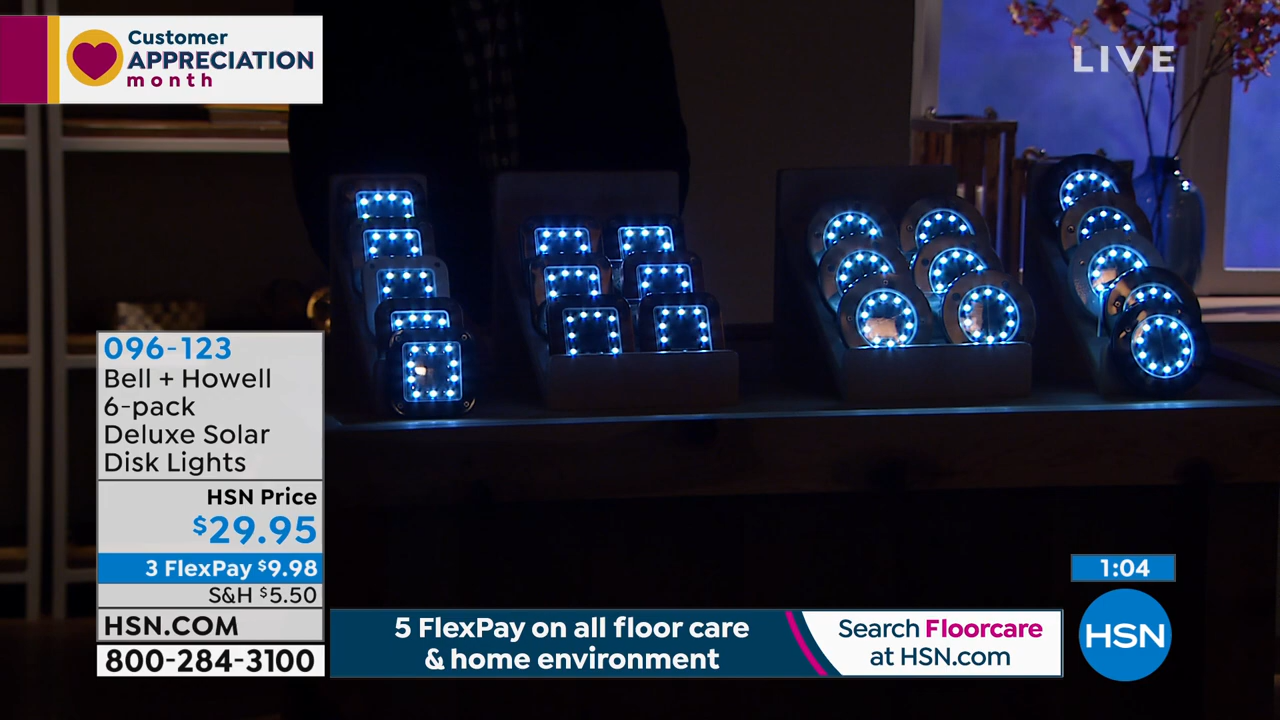 Customer
APPRECIATION
month
LIVE
096-123
Bell + Howell
6-pack
Deluxe Solar
Disk Lights
HSN Price
$29.95
3 FlexPay $9.98
S&H $5.50
HSN.COM
800-284-3100
5 FlexPay on all floor care
& home environment
Search Floorcare
at HSN.com
1:04
HSN